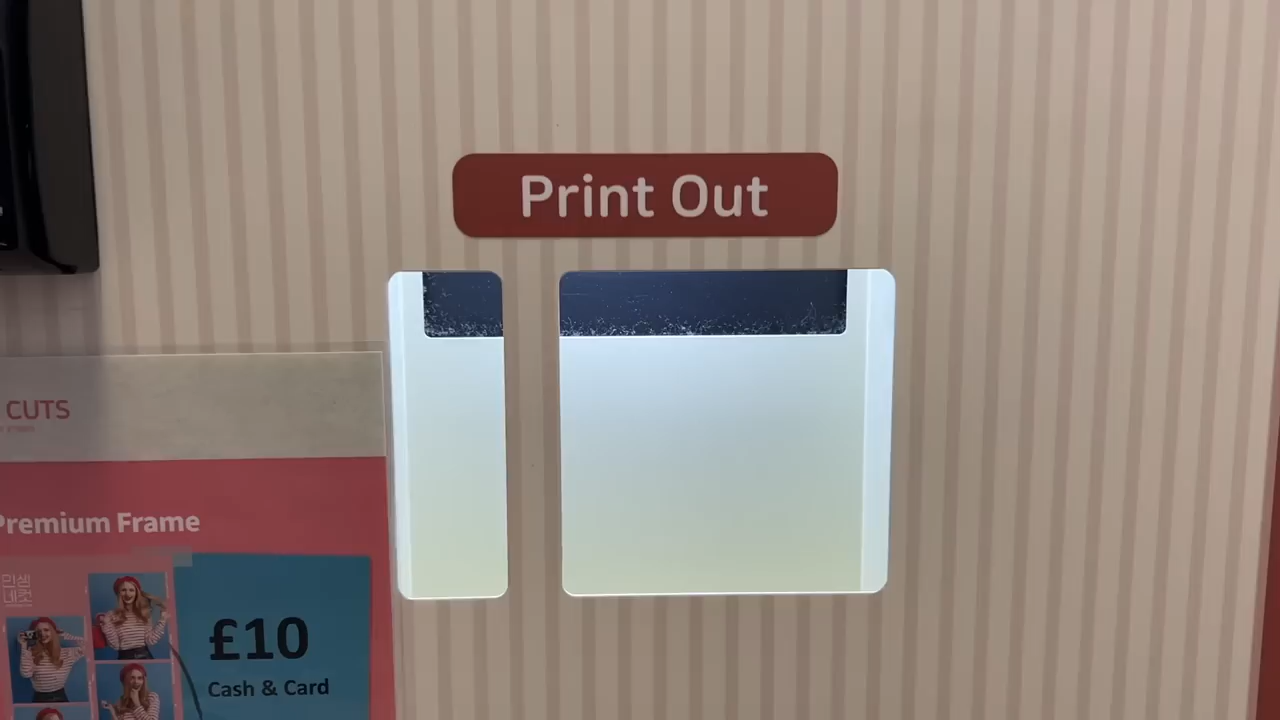 Print Out
CUTS
Premium Frame
인생
네컷
£10
Cash & Card